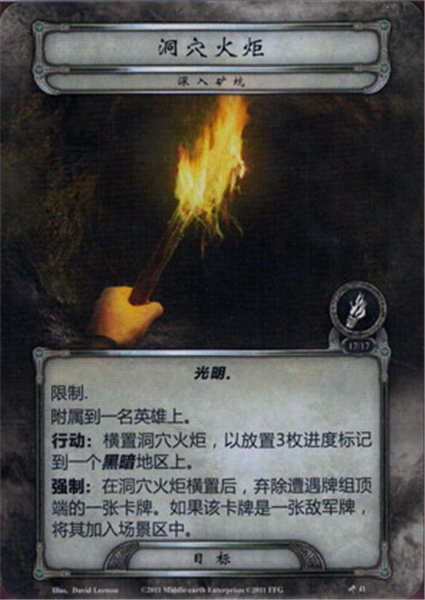 洞穴火炬
深入矿坑
17/17
光明.
限制.
附属到一名英雄上。
行动：横置洞穴火炬，以放置3枚进度标记
到一个黑暗地区上。
强制：在洞穴火炬横置后，弃除遭遇牌组顶
端的一张卡牌。如果该卡牌是一张敌军牌，
将其加入场景区中。
目标
Illus. David Lecossu ©2011 Middle-earth Enterprises ©2011 FFG 41